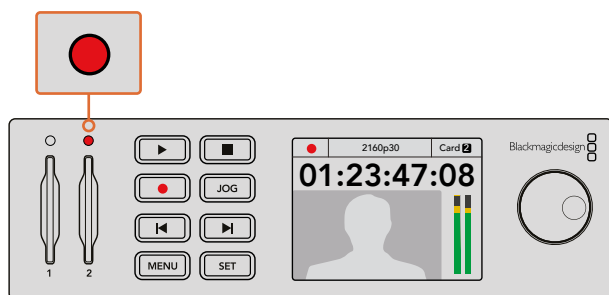 2160p30
Card 2
01:23:47:08
Blackmagicdesign
JOG
MENU
SET
1
2